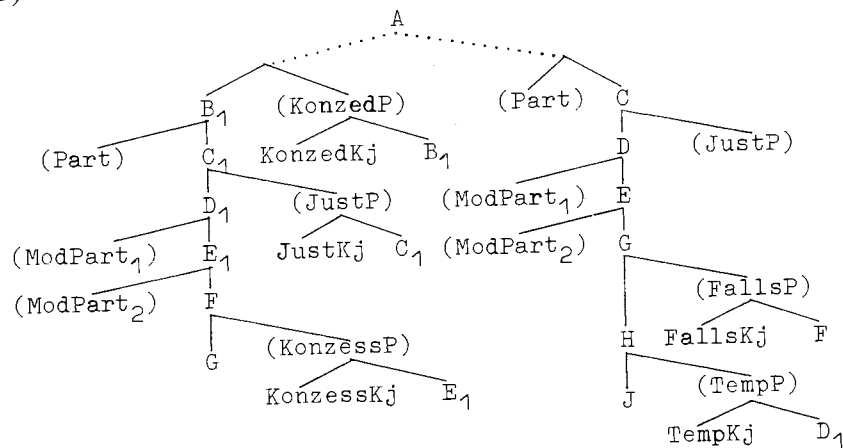 A
B₁ (KonzedP) (Part) C
(Part) C₁ KonzedKj B₁ D (JustP)
D₁ (JustP) (ModPart₁) E
(ModPart₁) E₁ JustKj C₁ (ModPart₂) G
(ModPart₂) F (FallsP)
G (KonzessP) H FallsKj F
KonzessKj E₁ J (TempP)
TempKj D₁